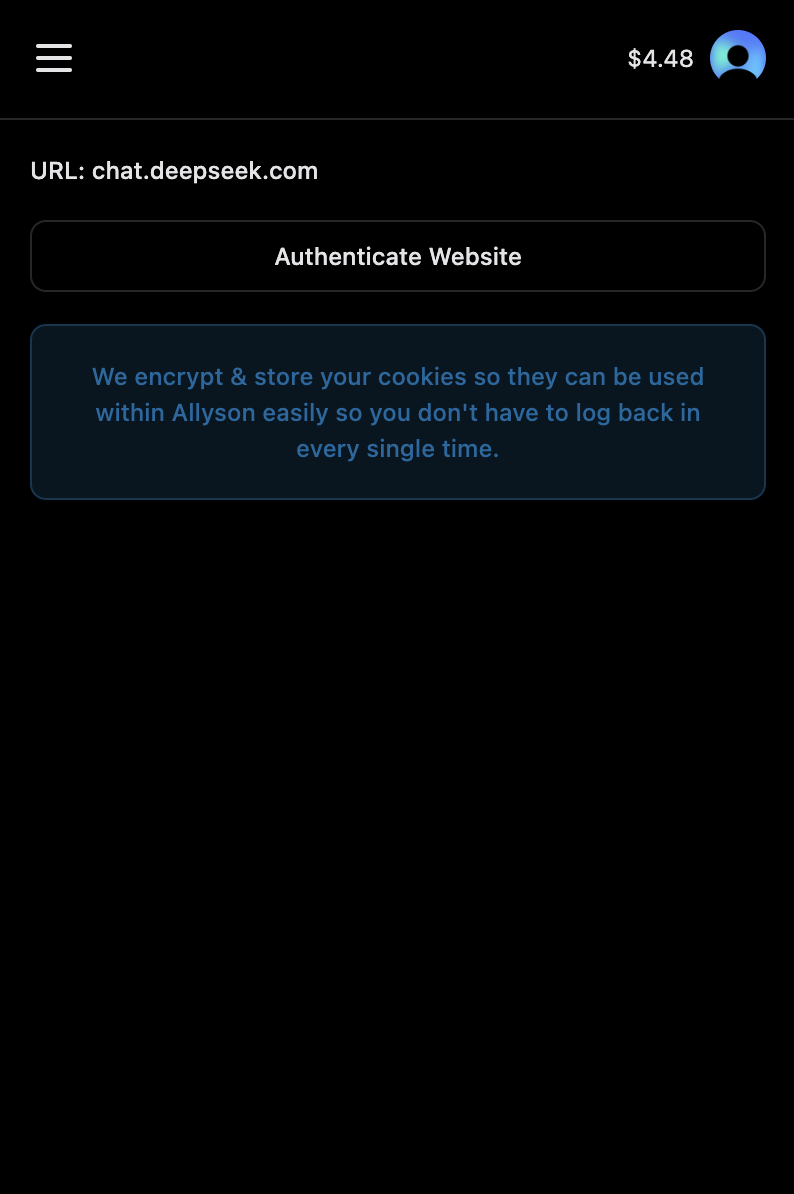 $4.48
URL: chat.deepseek.com
Authenticate Website
We encrypt & store your cookies so they can be used
within Allyson easily so you don't have to log back in
every single time.